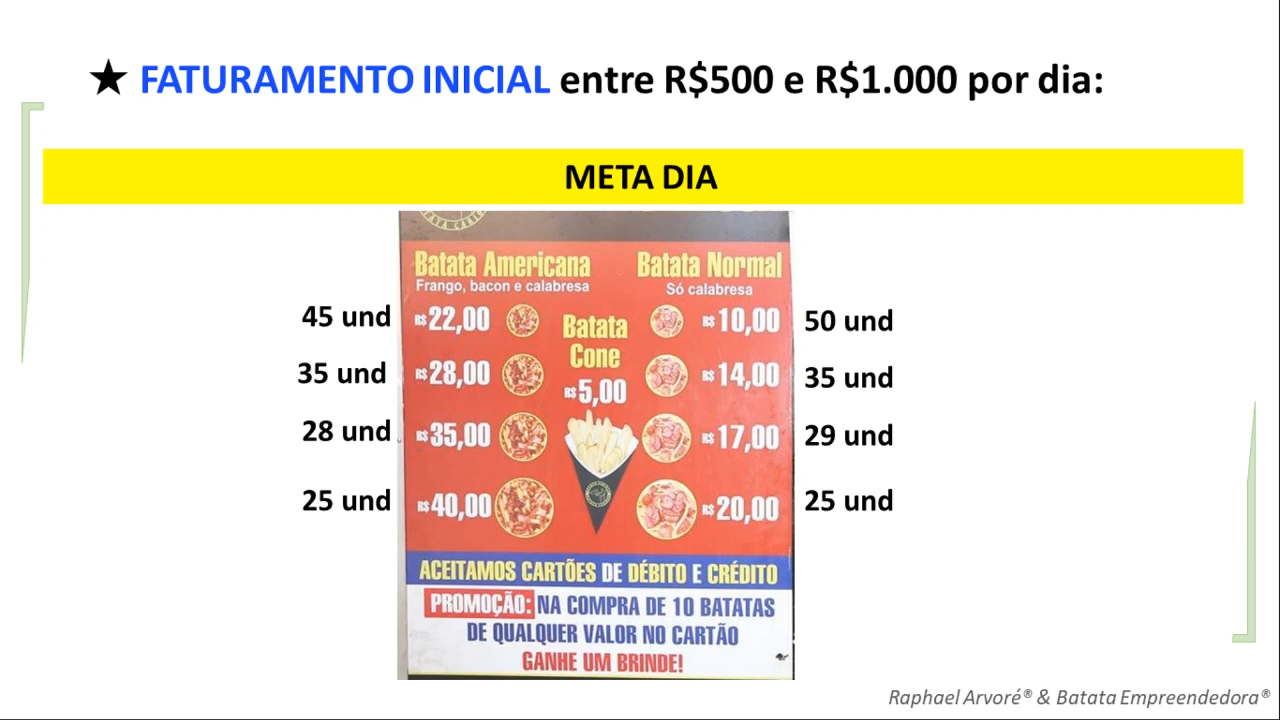 ★ FATURAMENTO INICIAL entre R$500 e R$1.000 por dia:
META DIA
Batata Americana
Frango, bacon e calabresa
Batata Normal
Só calabresa
45 und
R$ 22,00
R$ 10,00
50 und
Batata
Cone
R$ 5,00
35 und
R$ 28,00
R$ 14,00
35 und
28 und
R$ 35,00
R$ 17,00
29 und
25 und
R$ 40,00
R$ 20,00
25 und
ACEITAMOS CARTÕES DE DÉBITO E CRÉDITO
PROMOÇÃO: NA COMPRA DE 10 BATATAS
DE QUALQUER VALOR NO CARTÃO
GANHE UM BRINDE!
Raphael Arvoré® & Batata Empreendedora®